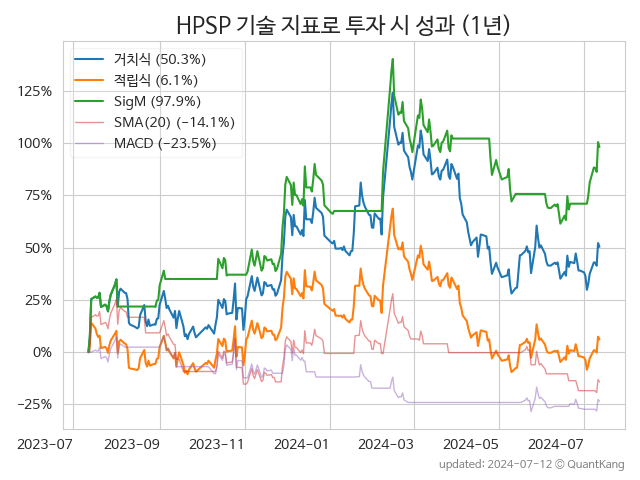 HPSP 기술 지표로 투자 시 성과 (1년)
거치식 (50.3%)
적립식 (6.1%)
SigM (97.9%)
SMA(20) (−14.1%)
MACD (−23.5%)
125%
100%
75%
50%
25%
0%
−25%
2023-07 2023-09 2023-11 2024-01 2024-03 2024-05 2024-07
updated: 2024-07-12 © QuantKang